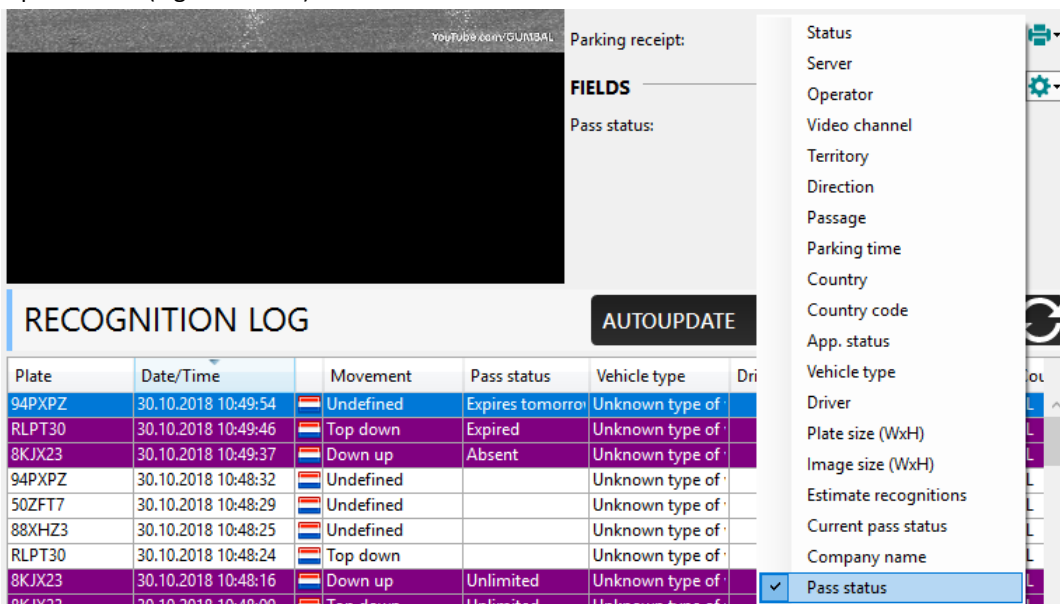 YouTube.com/GUMBAL
Parking receipt:
FIELDS
Pass status:
Status
Server
Operator
Video channel
Territory
Direction
Passage
Parking time
Country
Country code
App. status
Vehicle type
Driver
Plate size (WxH)
Image size (WxH)
Estimate recognitions
Current pass status
Company name
Pass status
RECOGNITION LOG
AUTOUPDATE
Plate Date/Time Movement Pass status Vehicle type Dri
94PXPZ 30.10.2018 10:49:54 Undefined Expires tomorro Unknown type of L
RLPT30 30.10.2018 10:49:46 Top down Expired Unknown type of L
8KJX23 30.10.2018 10:49:37 Down up Absent Unknown type of L
94PXPZ 30.10.2018 10:48:32 Undefined Unknown type of L
50ZFT7 30.10.2018 10:48:29 Undefined Unknown type of L
88XHZ3 30.10.2018 10:48:25 Undefined Unknown type of L
RLPT30 30.10.2018 10:48:24 Top down Unknown type of L
8KJX23 30.10.2018 10:48:16 Down up Unlimited Unknown type of L